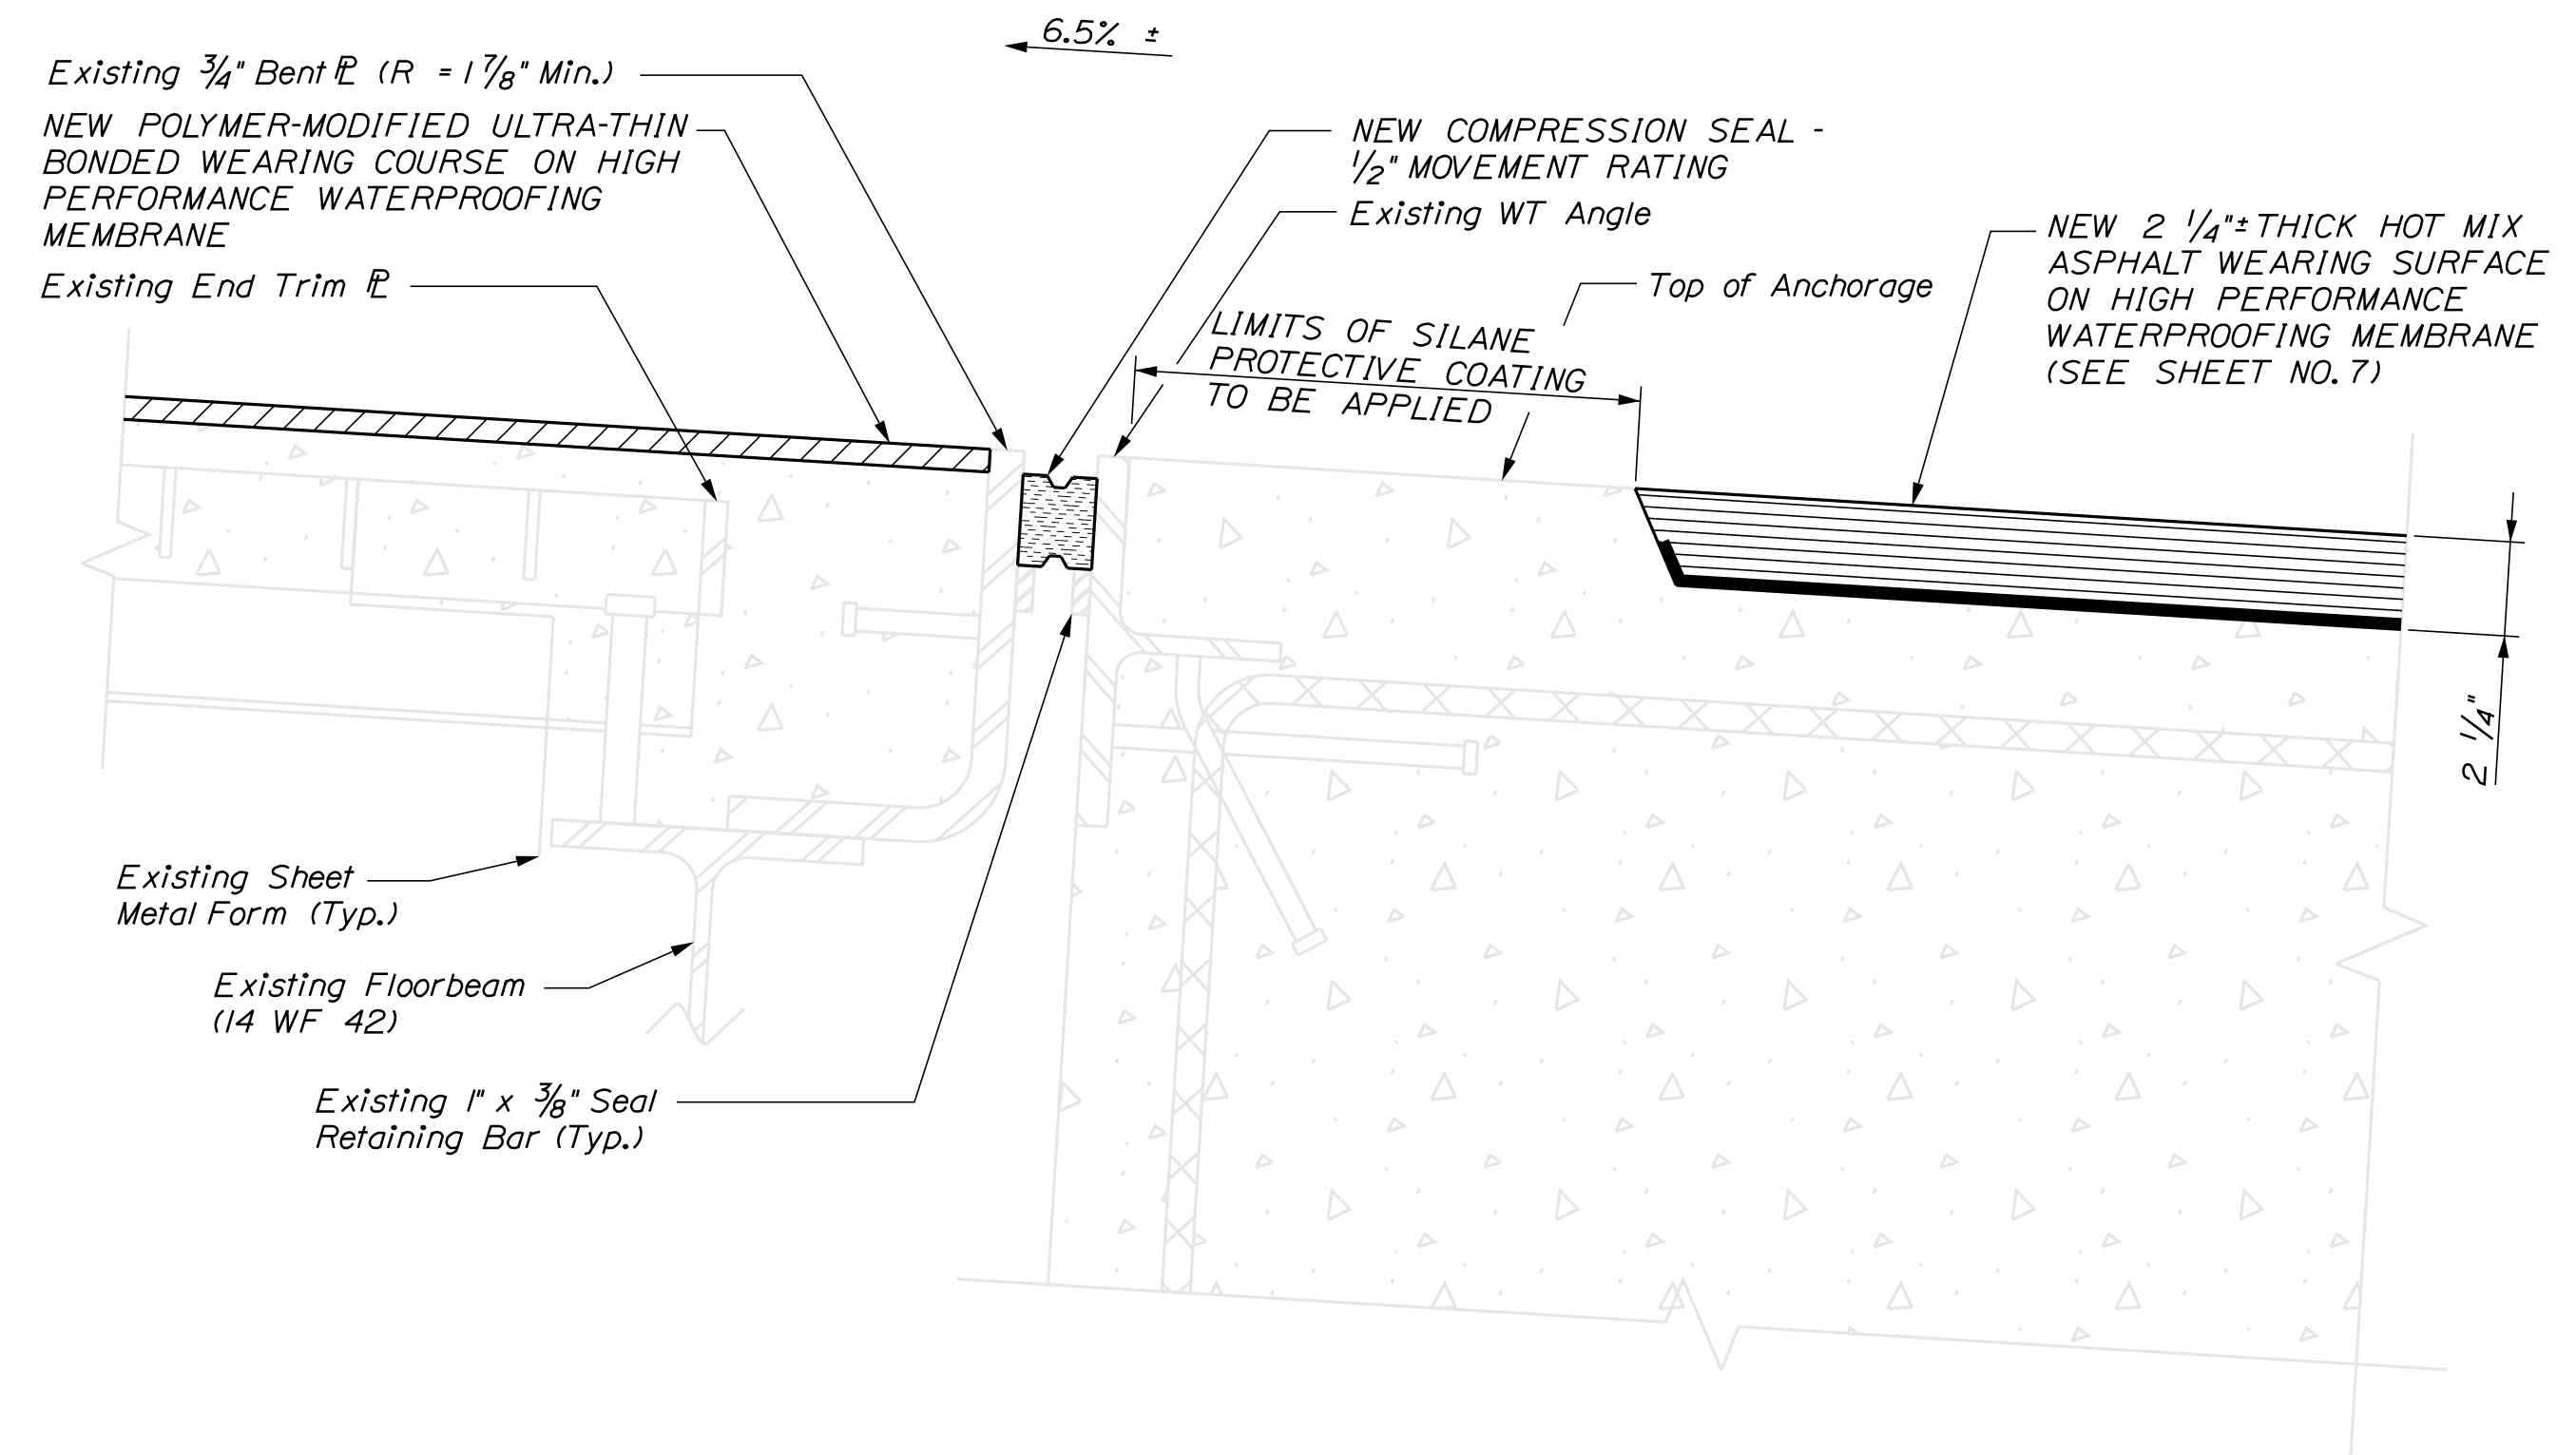 6.5% ±
Existing 3/4" Bent ⅊ (R = 1 7/8" Min.)
NEW POLYMER-MODIFIED ULTRA-THIN
BONDED WEARING COURSE ON HIGH
PERFORMANCE WATERPROOFING
MEMBRANE
Existing End Trim ⅊
NEW COMPRESSION SEAL -
1/2" MOVEMENT RATING
Existing WT Angle
Top of Anchorage
LIMITS OF SILANE
PROTECTIVE COATING
TO BE APPLIED
NEW 2 1/4"± THICK HOT MIX
ASPHALT WEARING SURFACE
ON HIGH PERFORMANCE
WATERPROOFING MEMBRANE
(SEE SHEET NO. 7)
2 1/4"
Existing Sheet
Metal Form (Typ.)
Existing Floorbeam
(14 WF 42)
Existing 1" x 3/8" Seal
Retaining Bar (Typ.)